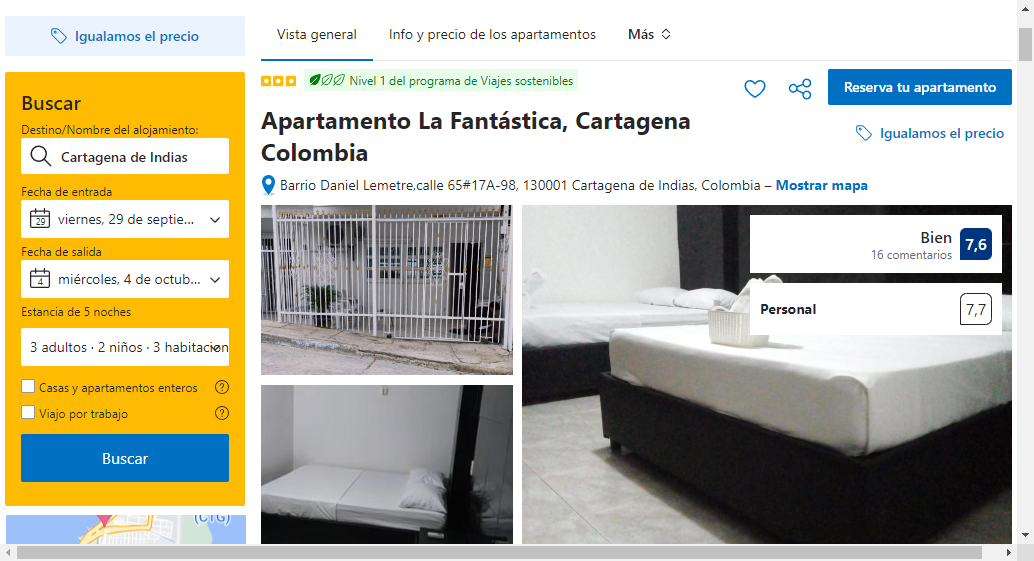 Igualamos el precio
Buscar
Destino/Nombre del alojamiento:
Cartagena de Indias
Fecha de entrada
29
viernes, 29 de septie...
Fecha de salida
4
miércoles, 4 de octub...
Estancia de 5 noches
3 adultos · 2 niños · 3 habitacion
Casas y apartamentos enteros
Viajo por trabajo
Buscar
(CTG)
Vista general
Info y precio de los apartamentos
Más
Nivel 1 del programa de Viajes sostenibles
Reserva tu apartamento
Apartamento La Fantástica, Cartagena
Colombia
Igualamos el precio
Barrio Daniel Lemetre,calle 65#17A-98, 130001 Cartagena de Indias, Colombia – Mostrar mapa
Bien
16 comentarios
7,6
Personal
7,7